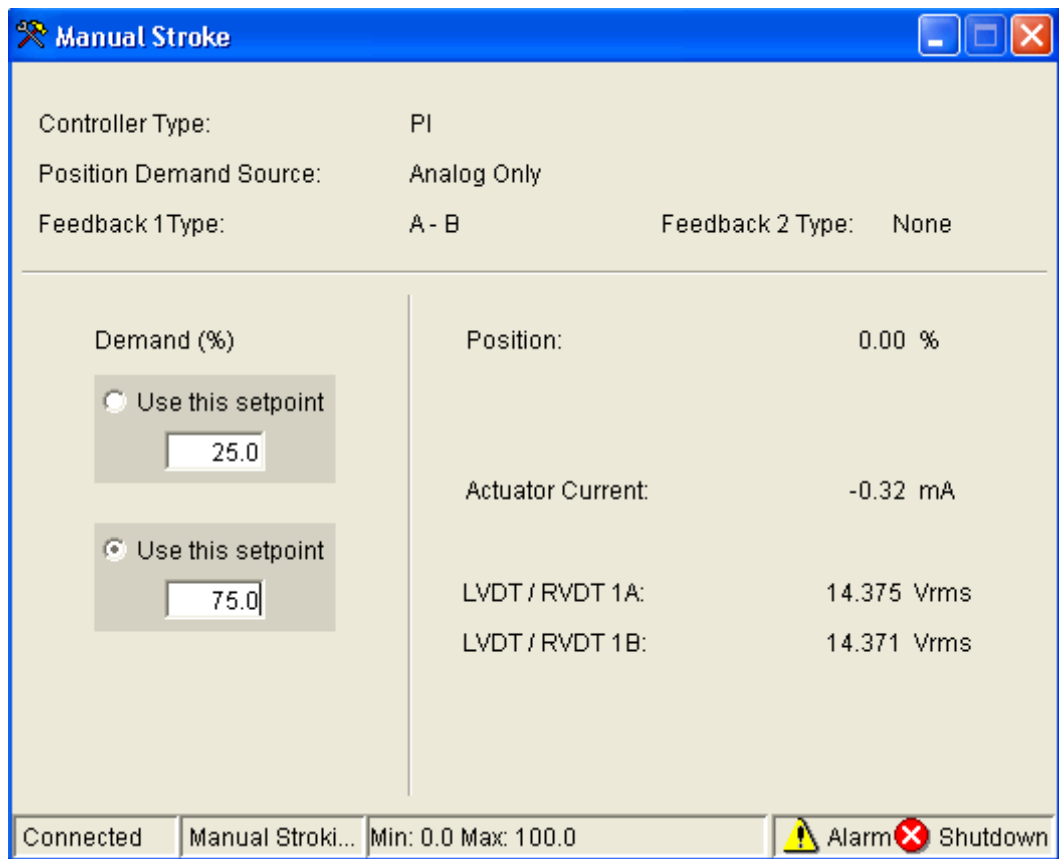 Manual Stroke
Controller Type: PI
Position Demand Source: Analog Only
Feedback 1Type: A - B Feedback 2 Type: None
Demand (%)
Use this setpoint
25.0
Use this setpoint
75.0
Position: 0.00 %
Actuator Current: -0.32 mA
LVDT / RVDT 1A: 14.375 Vrms
LVDT / RVDT 1B: 14.371 Vrms
Connected Manual Stroki... Min: 0.0 Max: 100.0 Alarm Shutdown